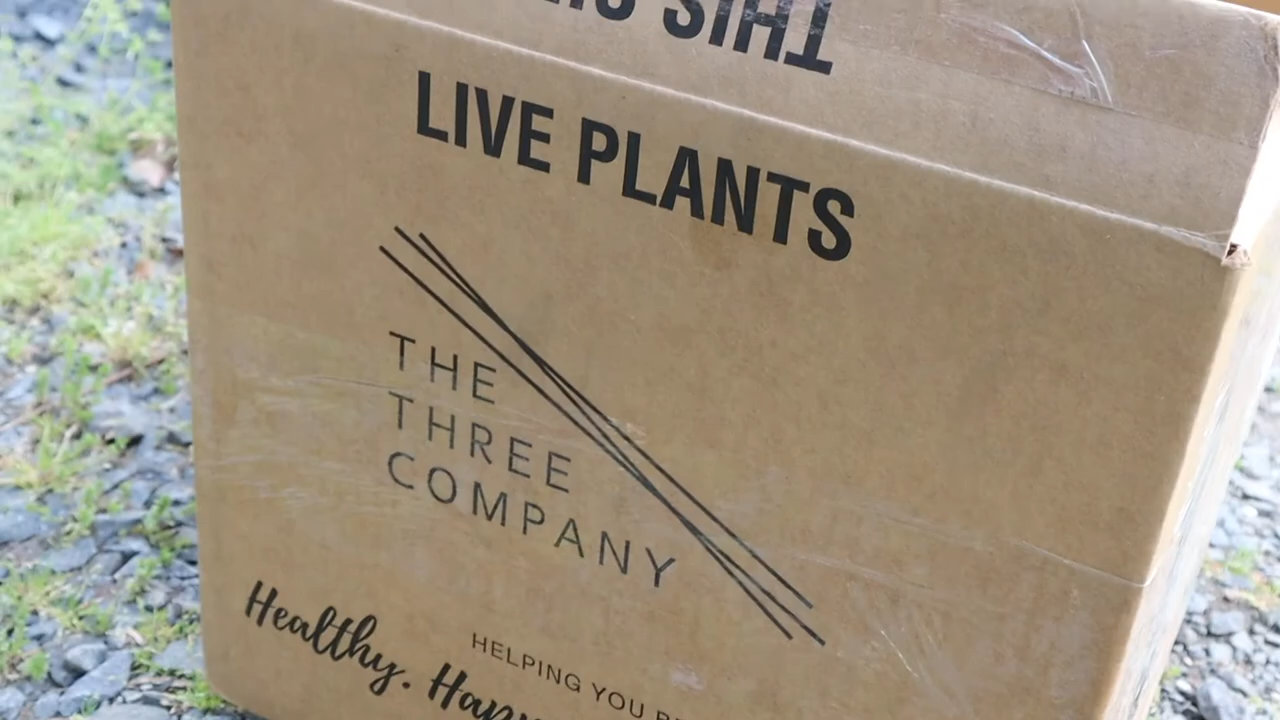 THIS
LIVE PLANTS
THE
THREE
COMPANY
HELPING YOU
Healthy.